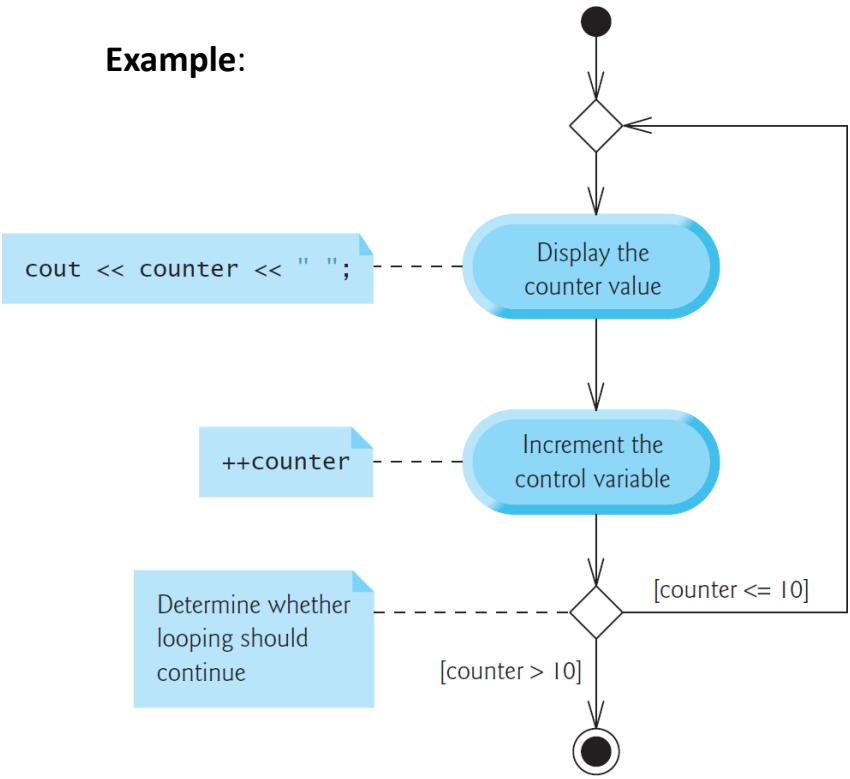 Example:
cout << counter << " ";
Display the
counter value
++counter
Increment the
control variable
Determine whether
looping should
continue
[counter <= 10]
[counter > 10]